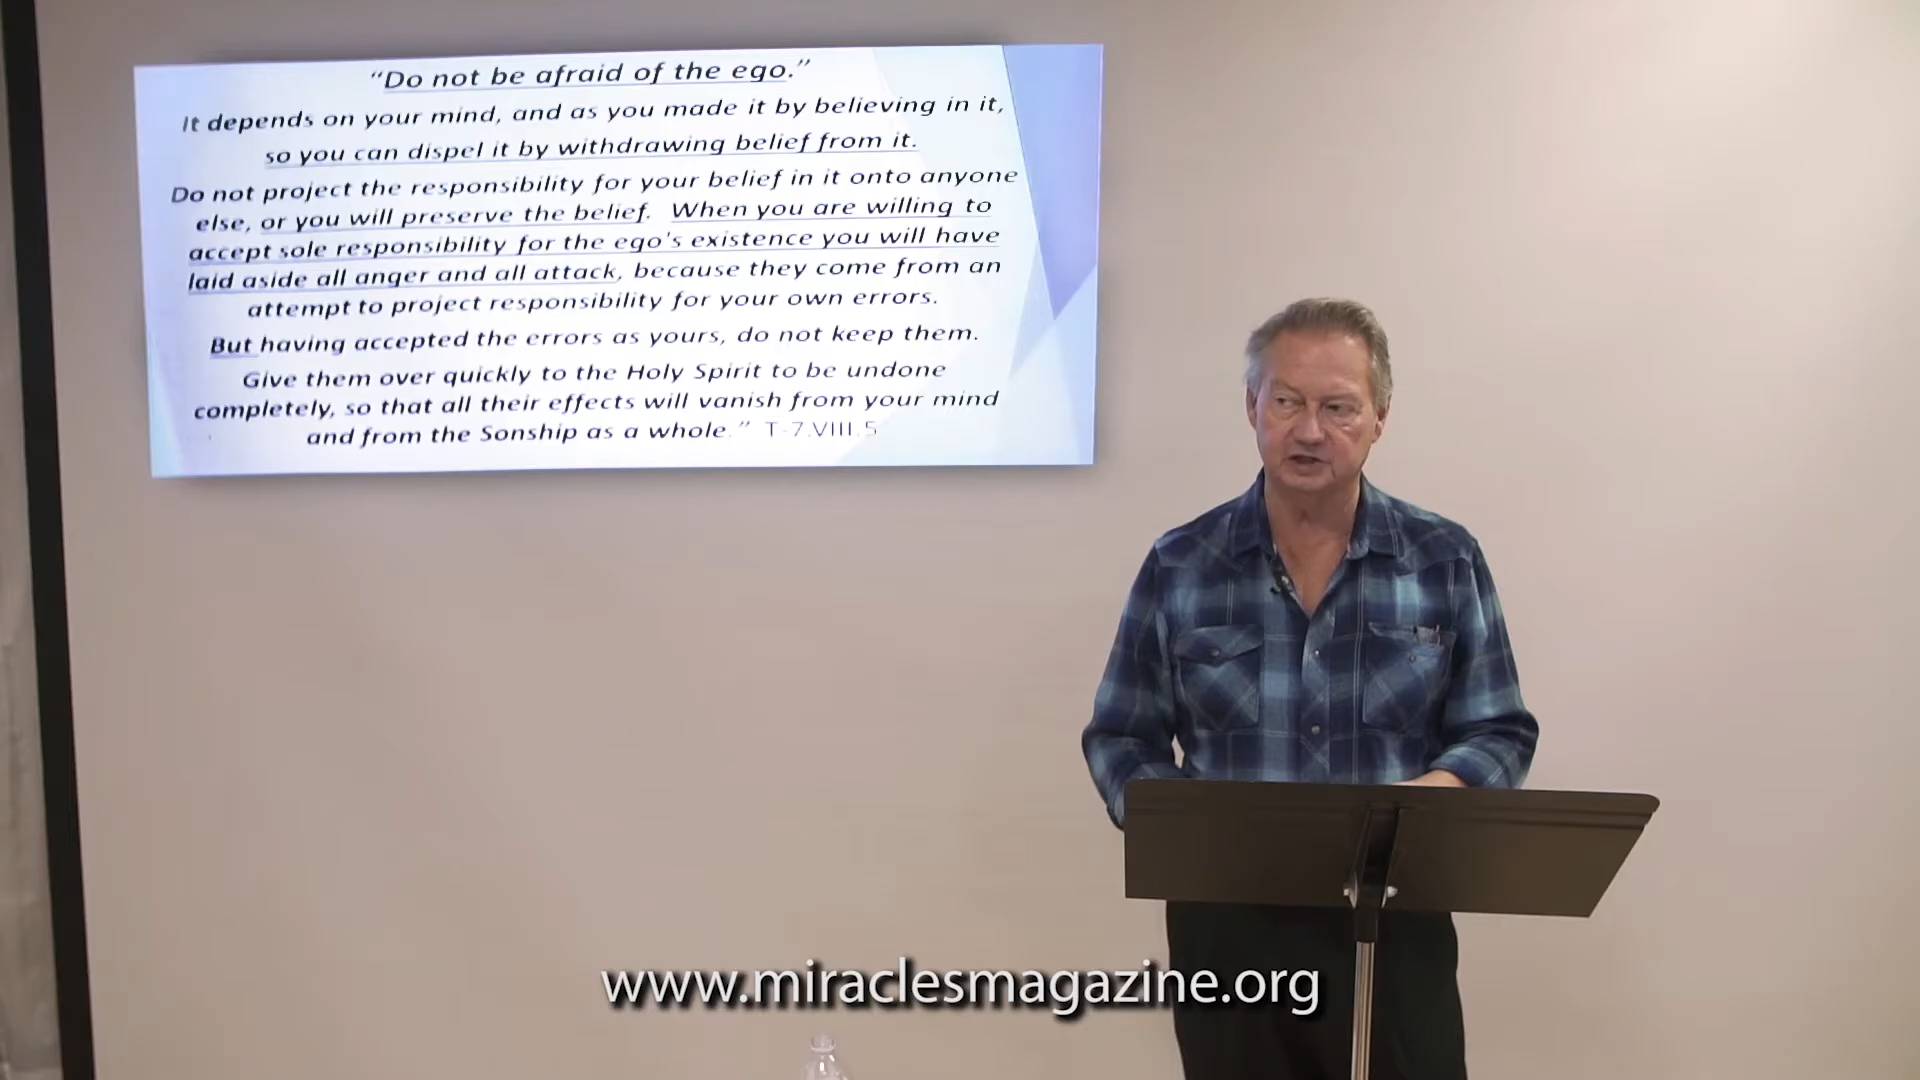 “Do not be afraid of the ego.”
It depends on your mind, and as you made it by believing in it,
so you can dispel it by withdrawing belief from it.
Do not project the responsibility for your belief in it onto anyone
else, or you will preserve the belief. When you are willing to
accept sole responsibility for the ego's existence you will have
laid aside all anger and all attack, because they come from an
attempt to project responsibility for your own errors.
But having accepted the errors as yours, do not keep them.
Give them over quickly to the Holy Spirit to be undone
completely, so that all their effects will vanish from your mind
and from the Sonship as a whole.” T-7.VIII.5
www.miraclesmagazine.org